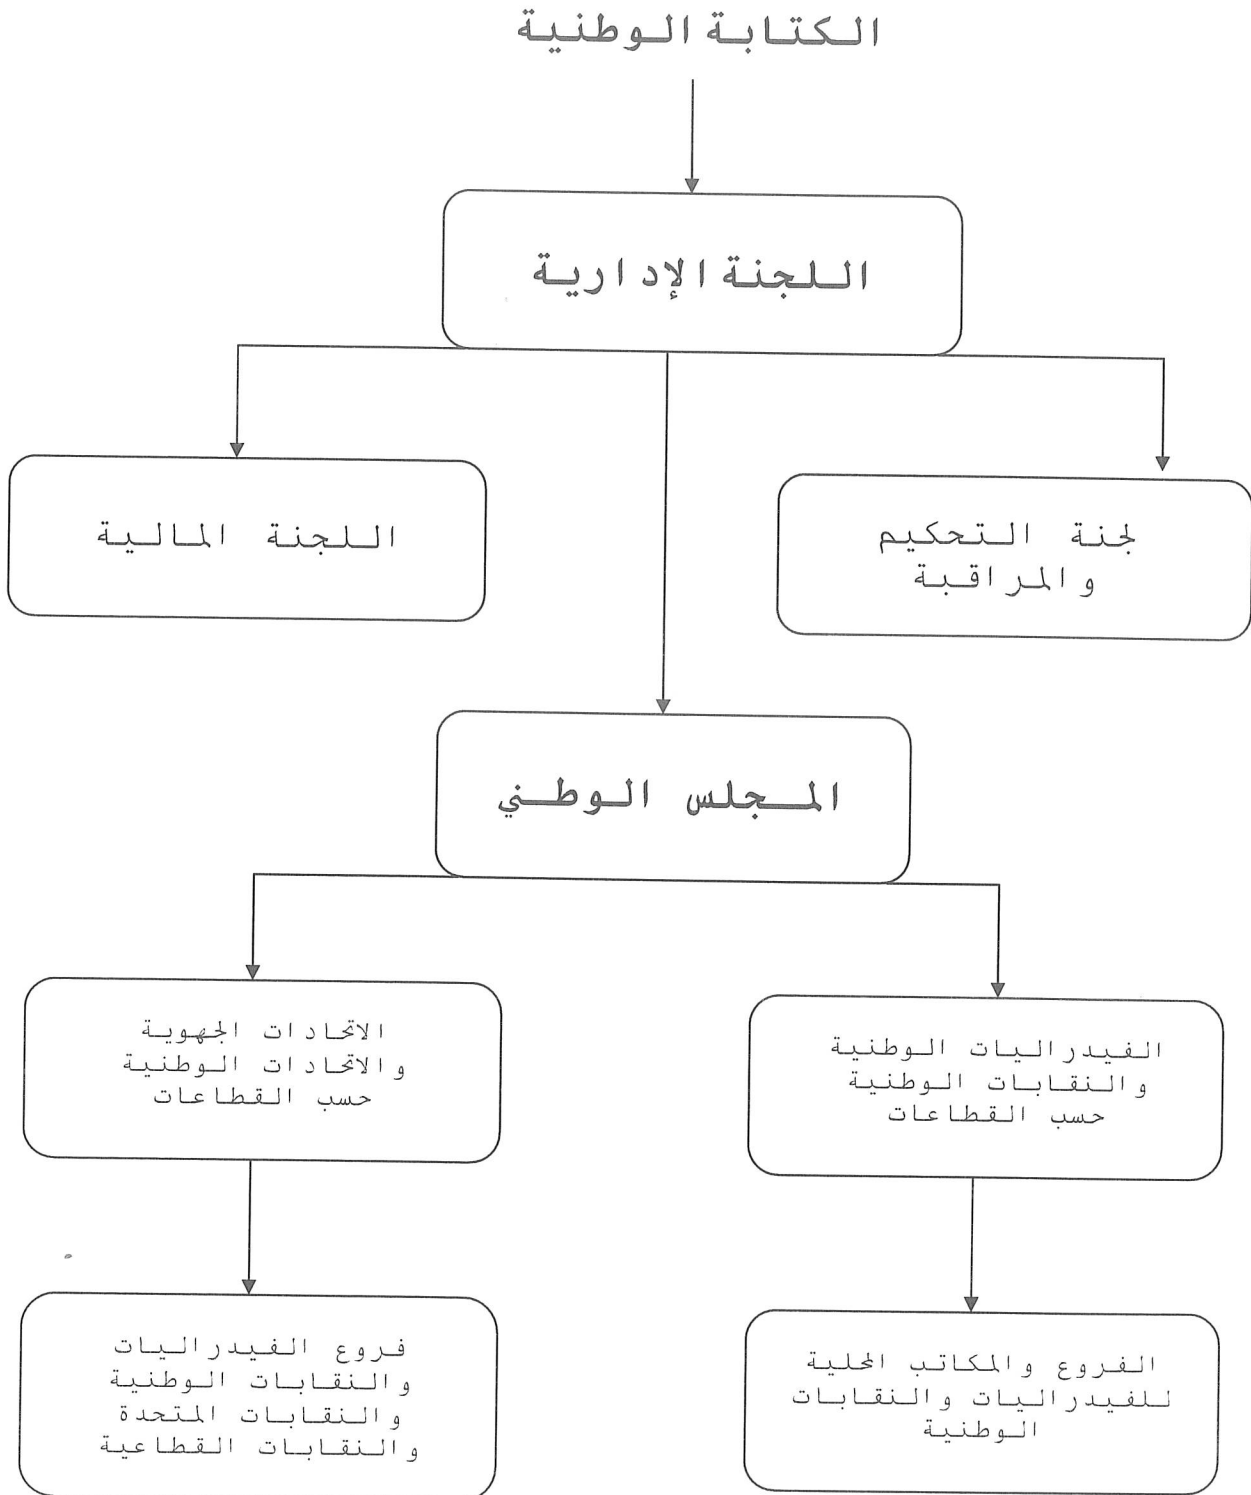 الكتابة الوطنية
اللجنة الإدارية
لجنة التحكيم
والمراقبة
اللجنة المالية
المجلس الوطني
الفيدراليات الوطنية
والنقابات الوطنية
حسب القطاعات
الاتحادات الجهوية
والاتحادات الوطنية
حسب القطاعات
الفروع والمكاتب المحلية
للفيدراليات والنقابات
الوطنية
فروع الفيدراليات
والنقابات الوطنية
والنقابات المتحدة
والنقابات القطاعية